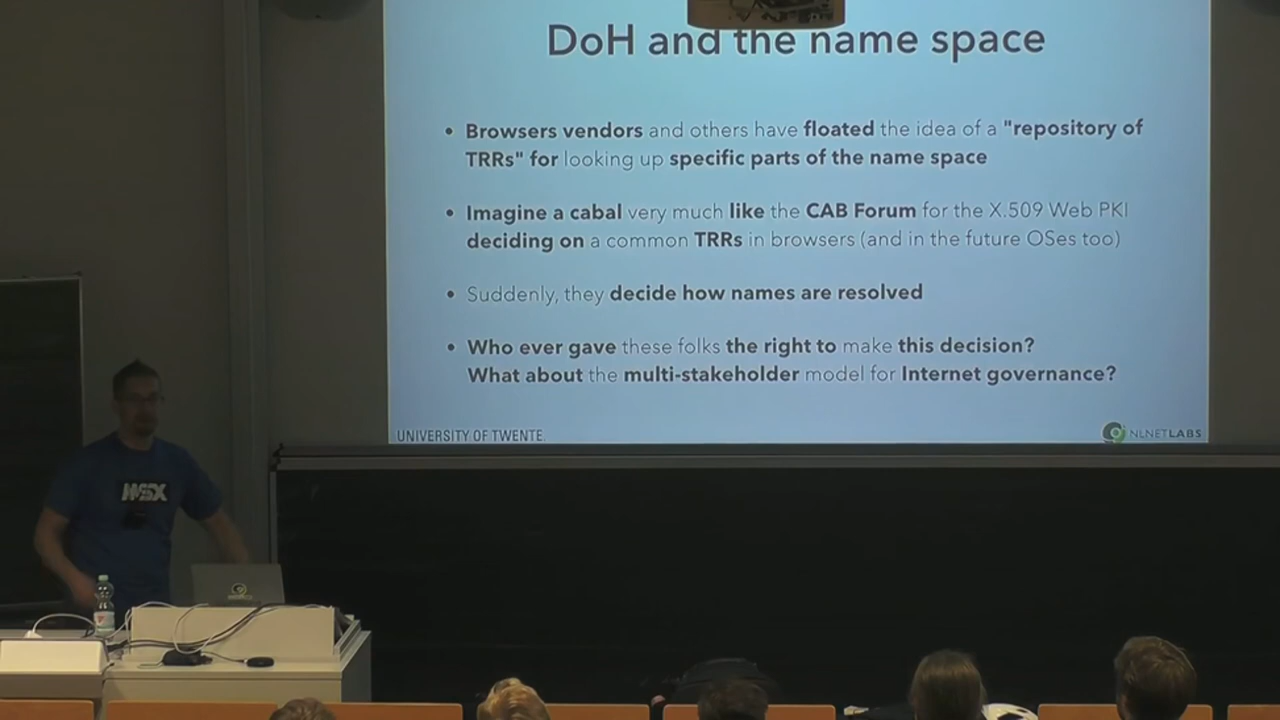 DoH and the name space
• Browsers vendors and others have floated the idea of a "repository of
TRRs" for looking up specific parts of the name space
• Imagine a cabal very much like the CAB Forum for the X.509 Web PKI
deciding on a common TRRs in browsers (and in the future OSes too)
• Suddenly, they decide how names are resolved
• Who ever gave these folks the right to make this decision?
What about the multi-stakeholder model for Internet governance?
UNIVERSITY OF TWENTE.
NLNETLABS
MSX